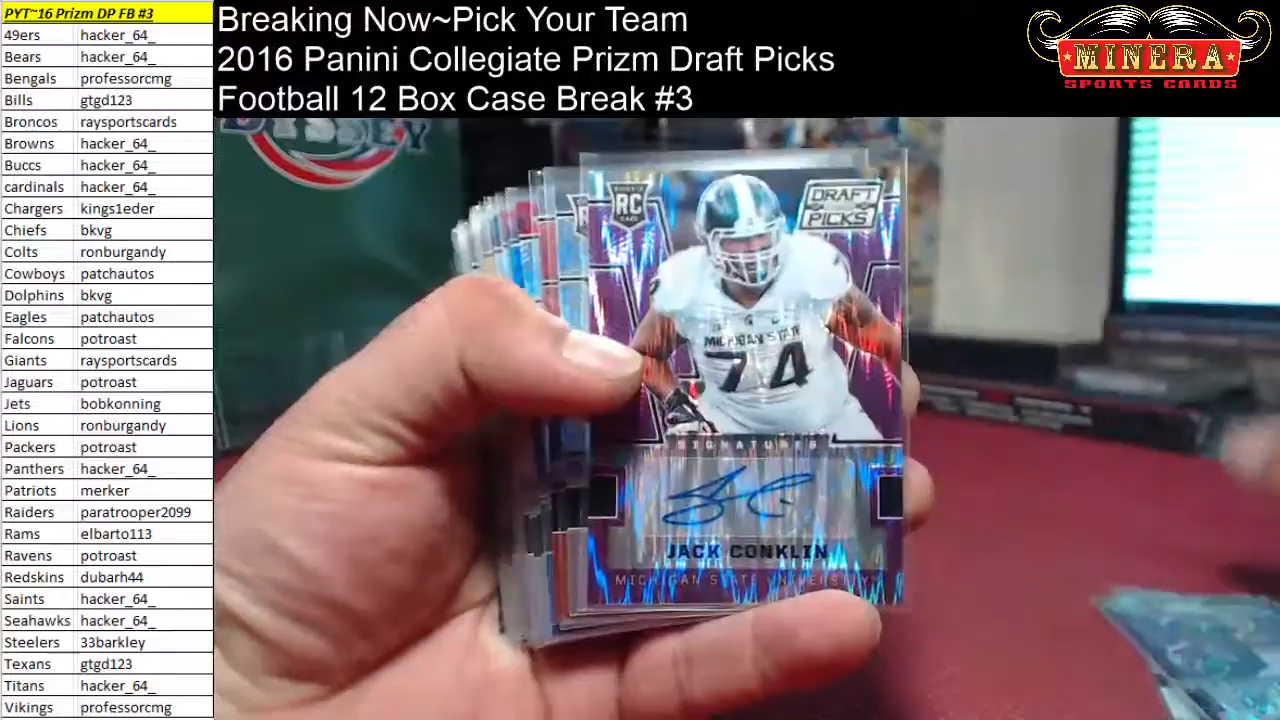 PYT~16 Prizm DP FB #3
49ers hacker_64_
Bears hacker_64_
Bengals professorcmg
Bills gtgd123
Broncos raysportscards
Browns hacker_64_
Buccs hacker_64_
cardinals hacker_64_
Chargers kings1eder
Chiefs bkvg
Colts ronburgandy
Cowboys patchautos
Dolphins bkvg
Eagles patchautos
Falcons potroast
Giants raysportscards
Jaguars potroast
Jets bobkonning
Lions ronburgandy
Packers potroast
Panthers hacker_64_
Patriots merker
Raiders paratrooper2099
Rams elbarto113
Ravens potroast
Redskins dubarh44
Saints hacker_64_
Seahawks hacker_64_
Steelers 33barkley
Texans gtgd123
Titans hacker_64_
Vikings professorcmg
Breaking Now~Pick Your Team
2016 Panini Collegiate Prizm Draft Picks
Football 12 Box Case Break #3
MINERA
SPORTS CARDS
RC
DRAFT
PICKS
MICHIGAN STATE
74
SIGNATURES
JACK CONKLIN
MICHIGAN STATE UNIVERSITY